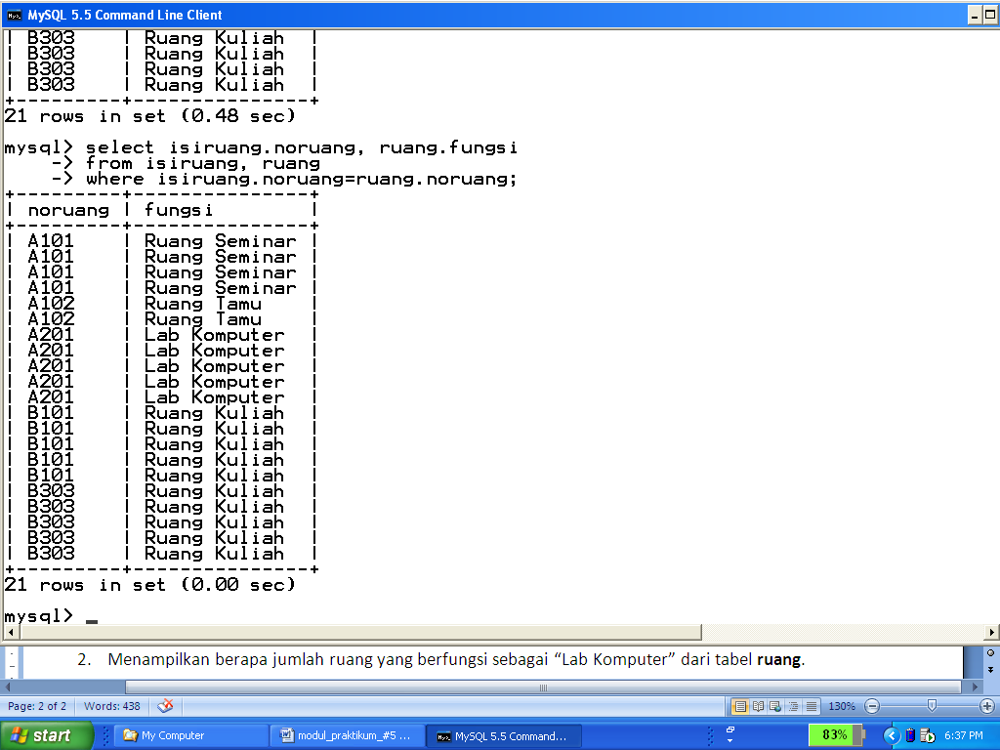 MySQL 5.5 Command Line Client
| B303 | Ruang Kuliah |
| B303 | Ruang Kuliah |
| B303 | Ruang Kuliah |
| B303 | Ruang Kuliah |
+----------+----------------+
21 rows in set (0.48 sec)
mysql> select isiruang.noruang, ruang.fungsi
-> from isiruang, ruang
-> where isiruang.noruang=ruang.noruang;
+----------+----------------+
| noruang | fungsi |
+----------+----------------+
| A101 | Ruang Seminar |
| A101 | Ruang Seminar |
| A101 | Ruang Seminar |
| A101 | Ruang Seminar |
| A102 | Ruang Tamu |
| A102 | Ruang Tamu |
| A201 | Lab Komputer |
| A201 | Lab Komputer |
| A201 | Lab Komputer |
| A201 | Lab Komputer |
| A201 | Lab Komputer |
| B101 | Ruang Kuliah |
| B101 | Ruang Kuliah |
| B101 | Ruang Kuliah |
| B101 | Ruang Kuliah |
| B101 | Ruang Kuliah |
| B303 | Ruang Kuliah |
| B303 | Ruang Kuliah |
| B303 | Ruang Kuliah |
| B303 | Ruang Kuliah |
| B303 | Ruang Kuliah |
+----------+----------------+
21 rows in set (0.00 sec)
mysql> _
2. Menampilkan berapa jumlah ruang yang berfungsi sebagai “Lab Komputer” dari tabel ruang.
Page: 2 of 2 Words: 438 130%
start My Computer modul_praktikum_#5 ... MySQL 5.5 Command... 83% 6:37 PM